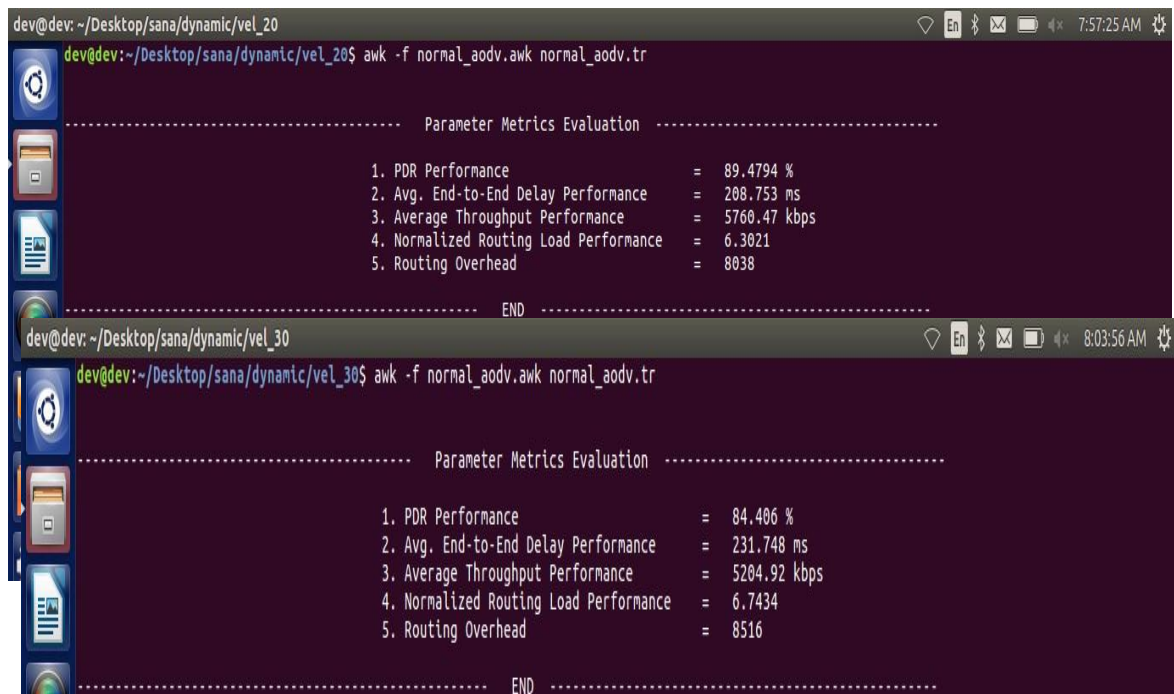 dev@dev: ~/Desktop/sana/dynamic/vel_20 En 7:57:25 AM
dev@dev:~/Desktop/sana/dynamic/vel_20$ awk -f normal_aodv.awk normal_aodv.tr
------------------------------------------- Parameter Metrics Evaluation ------------------------------------
1. PDR Performance = 89.4794 %
2. Avg. End-to-End Delay Performance = 208.753 ms
3. Average Throughput Performance = 5760.47 kbps
4. Normalized Routing Load Performance = 6.3021
5. Routing Overhead = 8038
----------------------------------------------------- END ---------------------------------------------------
dev@dev: ~/Desktop/sana/dynamic/vel_30 En 8:03:56 AM
dev@dev:~/Desktop/sana/dynamic/vel_30$ awk -f normal_aodv.awk normal_aodv.tr
------------------------------------------- Parameter Metrics Evaluation ------------------------------------
1. PDR Performance = 84.406 %
2. Avg. End-to-End Delay Performance = 231.748 ms
3. Average Throughput Performance = 5204.92 kbps
4. Normalized Routing Load Performance = 6.7434
5. Routing Overhead = 8516
----------------------------------------------------- END --------------------------------------------------